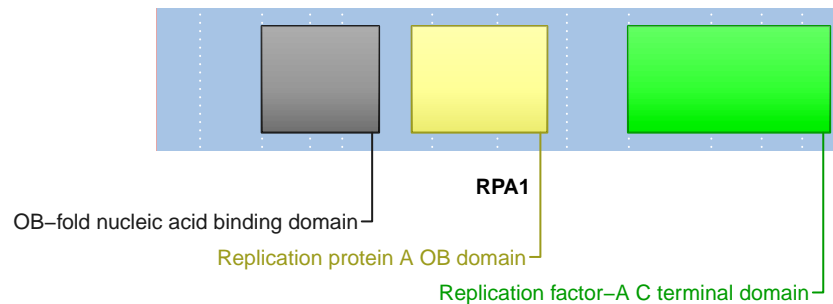 RPA1
OB−fold nucleic acid binding domain
Replication protein A OB domain
Replication factor−A C terminal domain